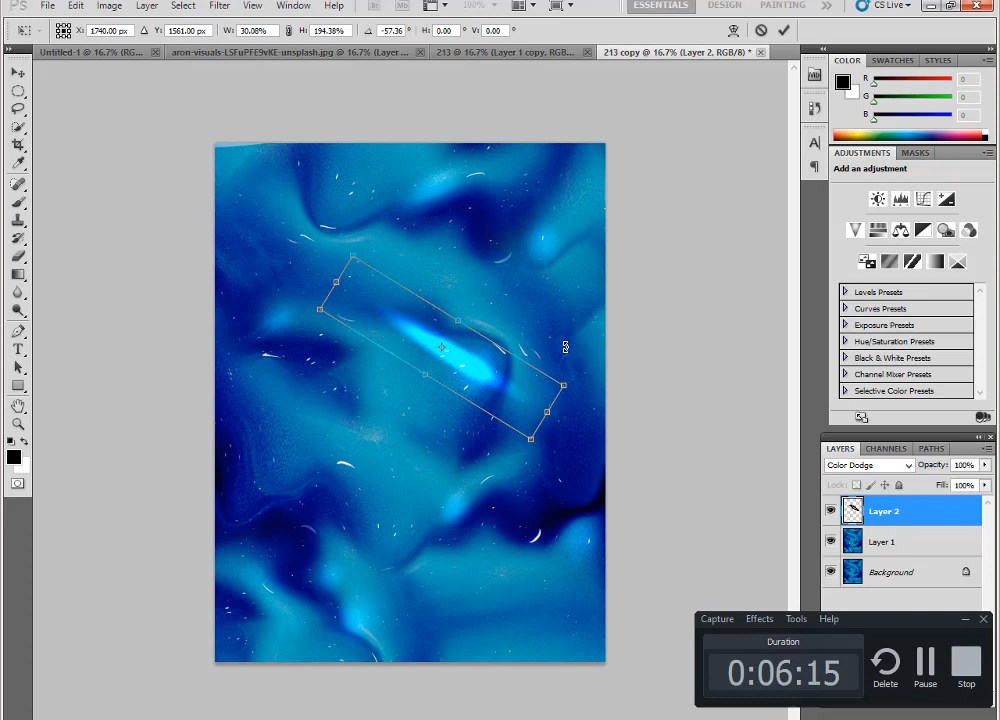 PS File Edit Image Layer Select Filter View Window Help Br Mb 100% ESSENTIALS DESIGN PAINTING >> CS Live
X: 1740.00 px Y: 1561.00 px W: 30.08% H: 194.38% -57.36 H: 0.00 V: 0.00
Untitled-1 @ 16.7% (RG... x aron-visuals-LSFuPFE9vKE-unsplash.jpg @ 16.7% (Layer ... x 213 @ 16.7% (Layer 1 copy, RGB... x 213 copy @ 16.7% (Layer 2, RGB/8) * x
COLOR SWATCHES STYLES
R 0
G 0
B 0
ADJUSTMENTS MASKS
Add an adjustment
Levels Presets
Curves Presets
Exposure Presets
Hue/Saturation Presets
Black & White Presets
Channel Mixer Presets
Selective Color Presets
LAYERS CHANNELS PATHS
Color Dodge Opacity: 100%
Lock: Fill: 100%
Layer 2
Layer 1
Background
Capture Effects Tools Help
Duration
0:06:15
Delete Pause Stop